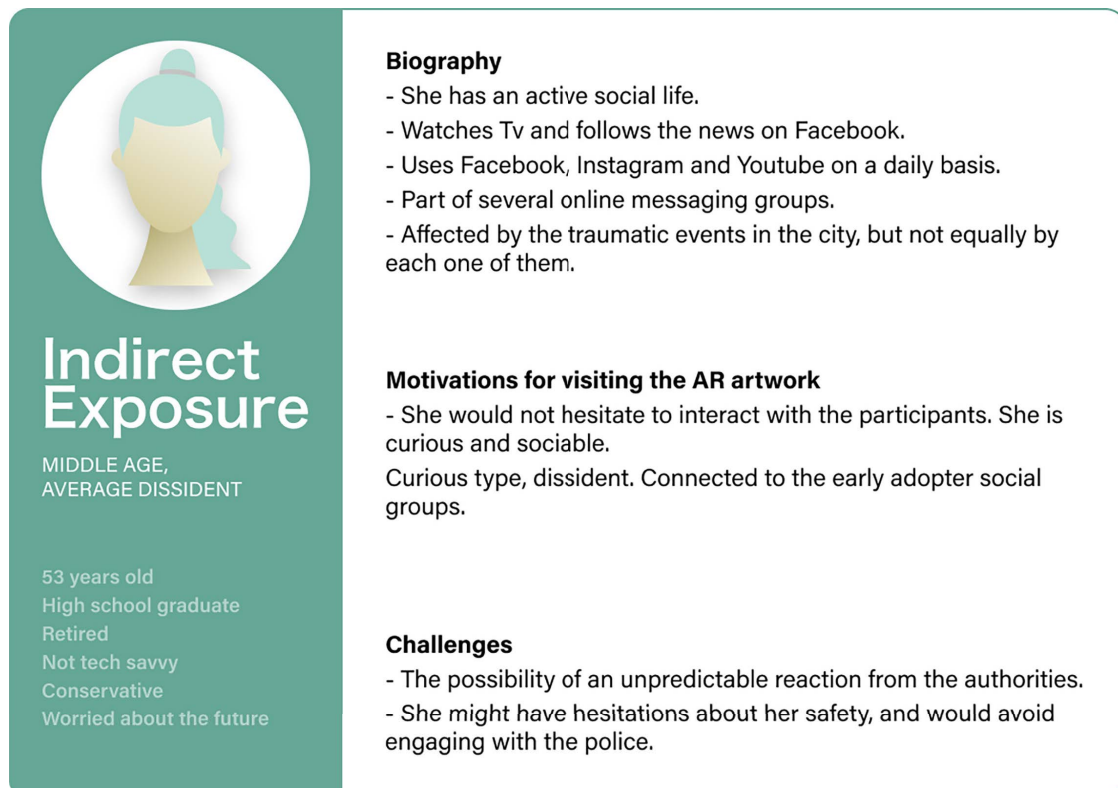 Indirect
Exposure
MIDDLE AGE,
AVERAGE DISSIDENT
53 years old
High school graduate
Retired
Not tech savvy
Conservative
Worried about the future
Biography
- She has an active social life.
- Watches Tv and follows the news on Facebook.
- Uses Facebook, Instagram and Youtube on a daily basis.
- Part of several online messaging groups.
- Affected by the traumatic events in the city, but not equally by
each one of them.
Motivations for visiting the AR artwork
- She would not hesitate to interact with the participants. She is
curious and sociable.
Curious type, dissident. Connected to the early adopter social
groups.
Challenges
- The possibility of an unpredictable reaction from the authorities.
- She might have hesitations about her safety, and would avoid
engaging with the police.